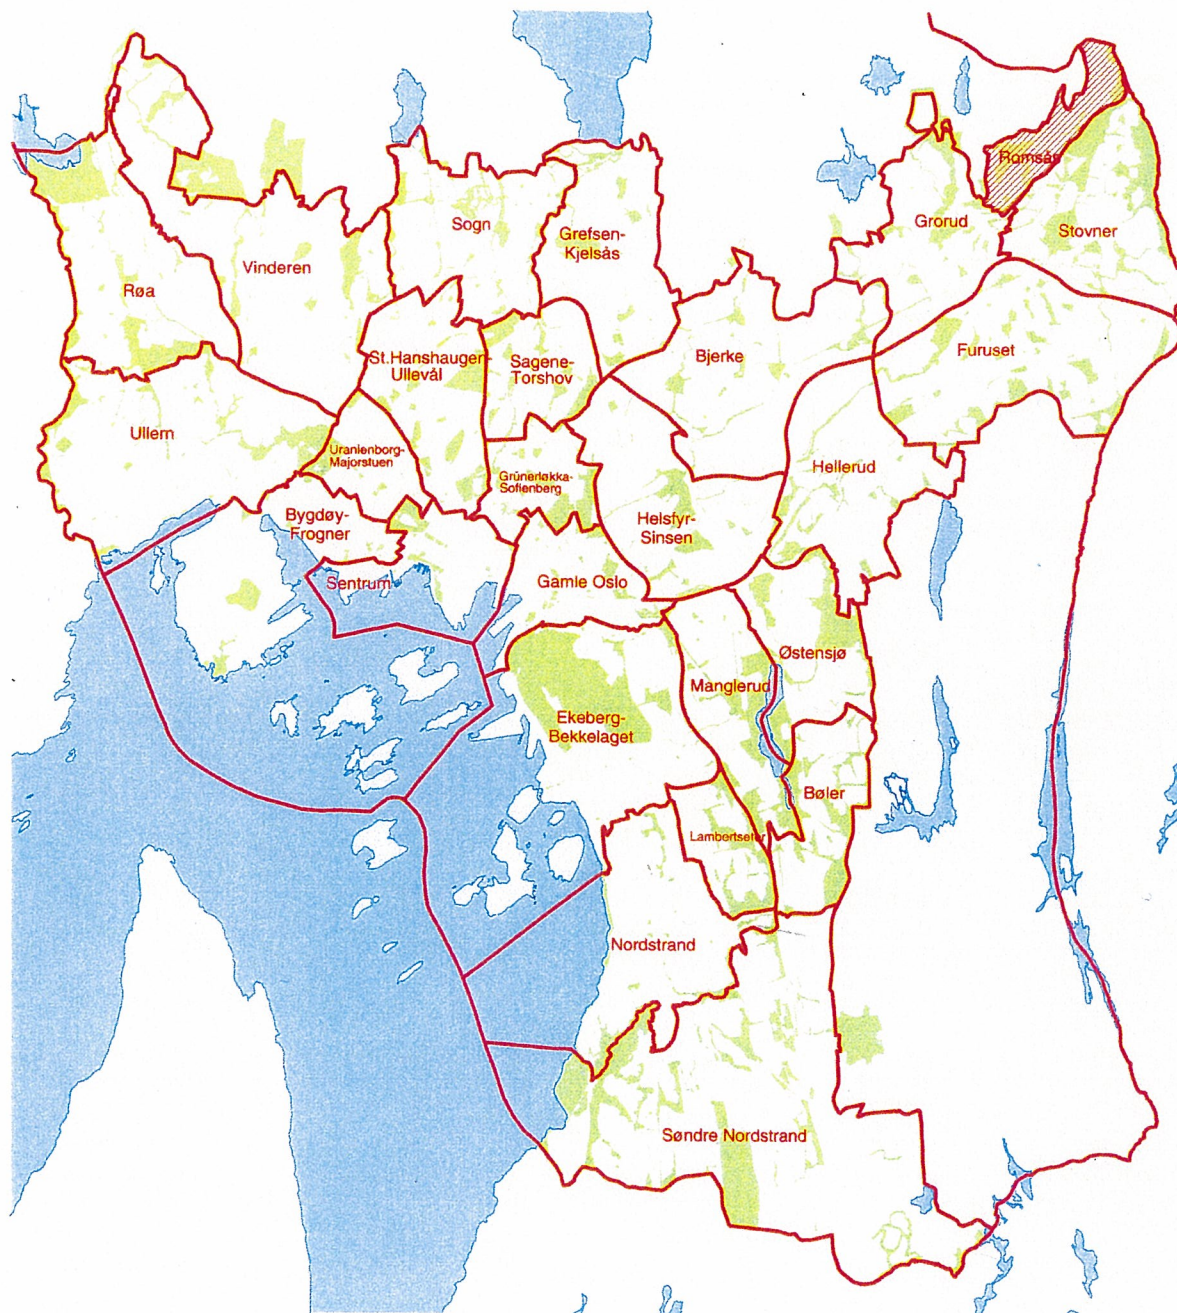 Romsås
Sogn
Grorud
Stovner
Grefsen-
Kjelsås
Vinderen
Røa
St.Hanshaugen-
Ullevål
Sagene-
Torshov
Bjerke
Furuset
Ullern
Uranienborg-
Majorstuen
Grünerløkka-
Sofienberg
Hellerud
Bygdøy-
Frogner
Helsfyr-
Sinsen
Sentrum
Gamle Oslo
Østensjø
Manglerud
Ekeberg-
Bekkelaget
Bøler
Lambertseter
Nordstrand
Søndre Nordstrand